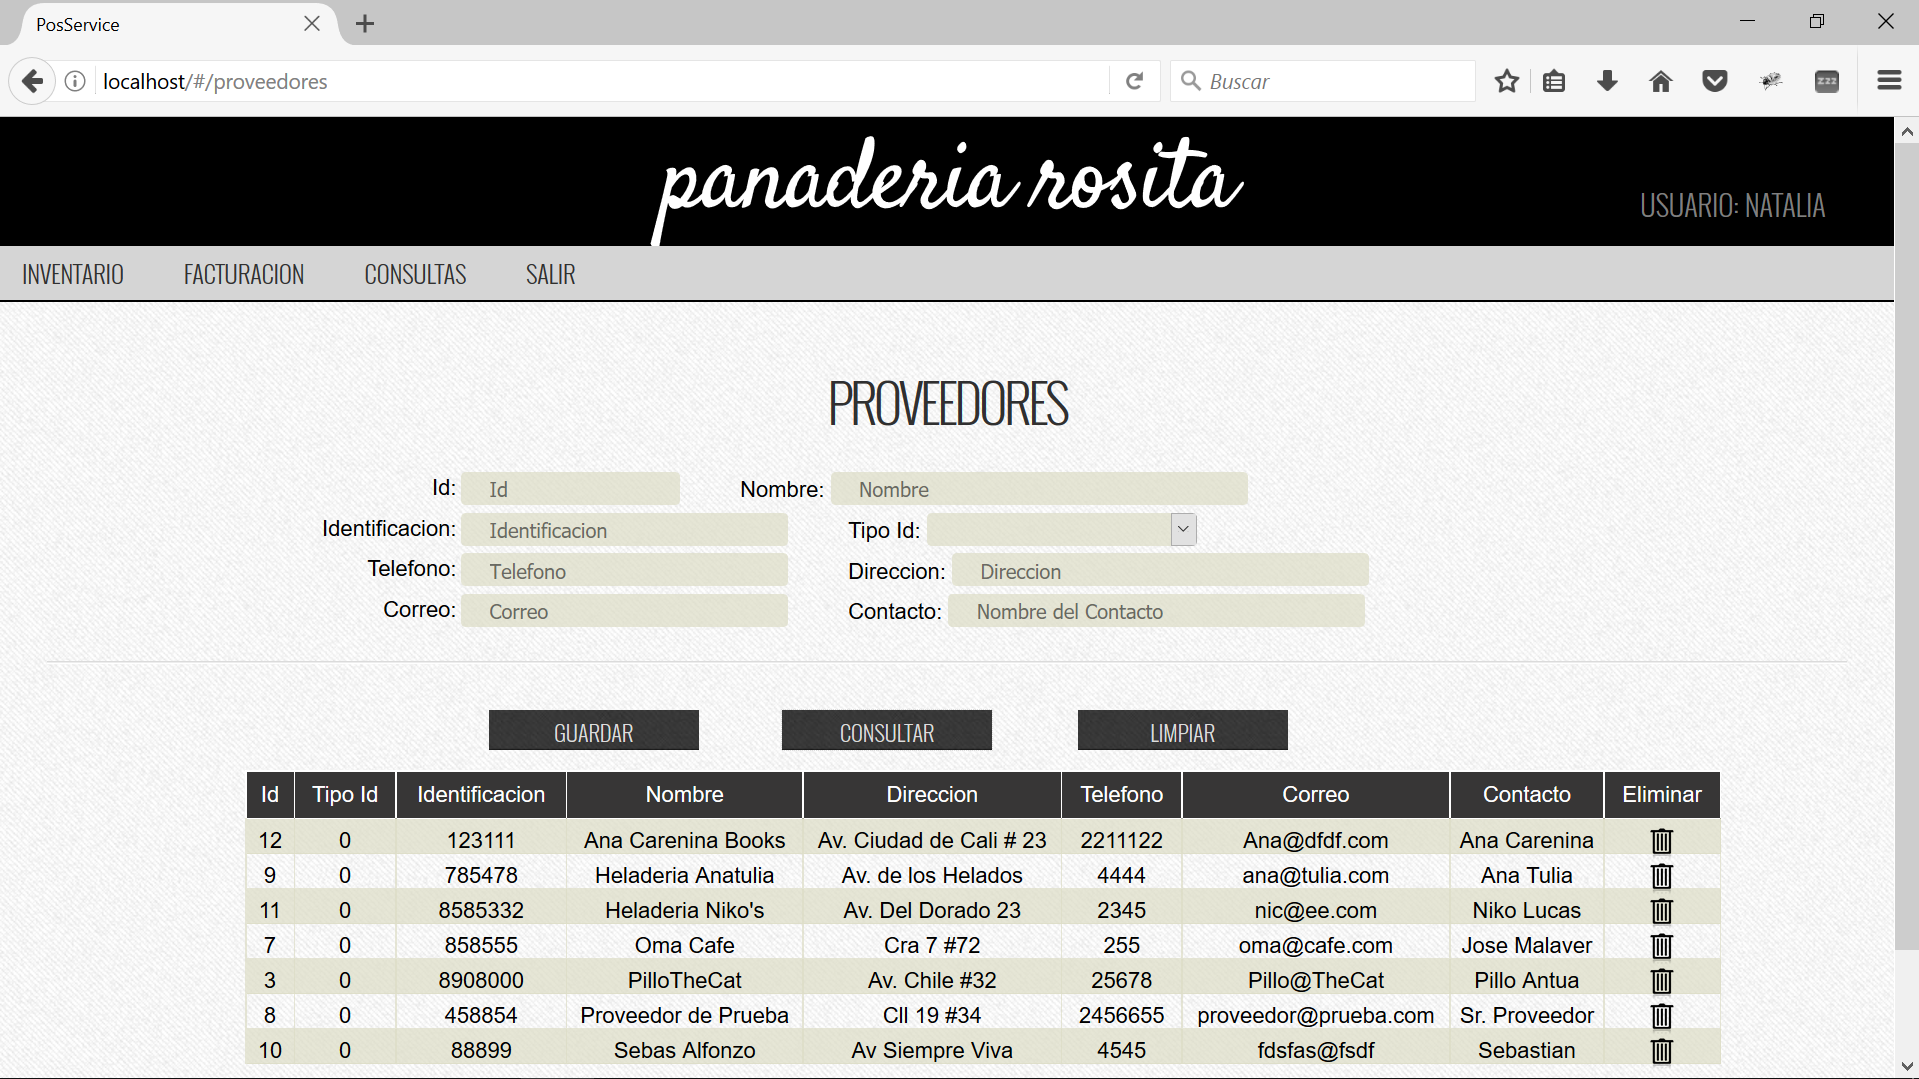 PosService
localhost/#/proveedores
Buscar
zzz
panaderia rosita
USUARIO: NATALIA
INVENTARIO FACTURACION CONSULTAS SALIR
PROVEEDORES
Id: Id Nombre: Nombre
Identificacion: Identificacion Tipo Id:
Telefono: Telefono Direccion: Direccion
Correo: Correo Contacto: Nombre del Contacto
GUARDAR CONSULTAR LIMPIAR
Id Tipo Id Identificacion Nombre Direccion Telefono Correo Contacto Eliminar
12 0 123111 Ana Carenina Books Av. Ciudad de Cali # 23 2211122 Ana@dfdf.com Ana Carenina
9 0 785478 Heladeria Anatulia Av. de los Helados 4444 ana@tulia.com Ana Tulia
11 0 8585332 Heladeria Niko's Av. Del Dorado 23 2345 nic@ee.com Niko Lucas
7 0 858555 Oma Cafe Cra 7 #72 255 oma@cafe.com Jose Malaver
3 0 8908000 PilloTheCat Av. Chile #32 25678 Pillo@TheCat Pillo Antua
8 0 458854 Proveedor de Prueba Cll 19 #34 2456655 proveedor@prueba.com Sr. Proveedor
10 0 88899 Sebas Alfonzo Av Siempre Viva 4545 fdsfas@fsdf Sebastian